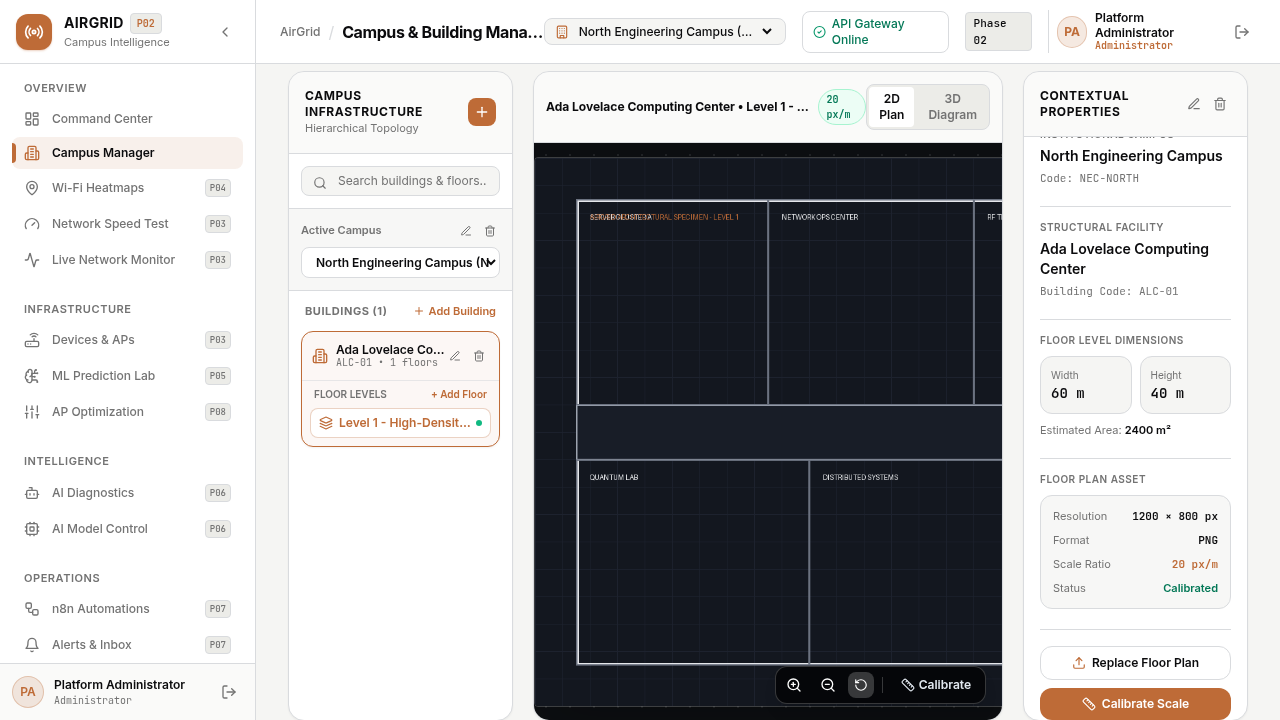 AIRGRID P02
Campus Intelligence
OVERVIEW
Command Center
Campus Manager
Wi-Fi Heatmaps P04
Network Speed Test P03
Live Network Monitor P03
INFRASTRUCTURE
Devices & APs P03
ML Prediction Lab P05
AP Optimization P08
INTELLIGENCE
AI Diagnostics P06
AI Model Control P06
OPERATIONS
n8n Automations P07
Alerts & Inbox P07
PA
Platform Administrator
Administrator
AirGrid / Campus & Building Mana...
North Engineering Campus (...
API Gateway
Online
Phase
02
PA
Platform
Administrator
Administrator
CAMPUS
INFRASTRUCTURE
Hierarchical Topology
Search buildings & floors..
Active Campus
North Engineering Campus (N
BUILDINGS (1)
+ Add Building
Ada Lovelace Co...
ALC-01 • 1 floors
FLOOR LEVELS
+ Add Floor
Level 1 - High-Densit...
Ada Lovelace Computing Center • Level 1 - ...
20
px/m
2D
Plan
3D
Diagram
SPECIMEN - LEVEL 1
NETWORK OPS CENTER
RF T
QUANTUM LAB
DISTRIBUTED SYSTEMS
Calibrate
CONTEXTUAL
PROPERTIES
INSTITUTIONAL CAMPUS
North Engineering Campus
Code: NEC-NORTH
STRUCTURAL FACILITY
Ada Lovelace Computing
Center
Building Code: ALC-01
FLOOR LEVEL DIMENSIONS
Width
60 m
Height
40 m
Estimated Area: 2400 m²
FLOOR PLAN ASSET
Resolution 1200 × 800 px
Format PNG
Scale Ratio 20 px/m
Status Calibrated
Replace Floor Plan
Calibrate Scale